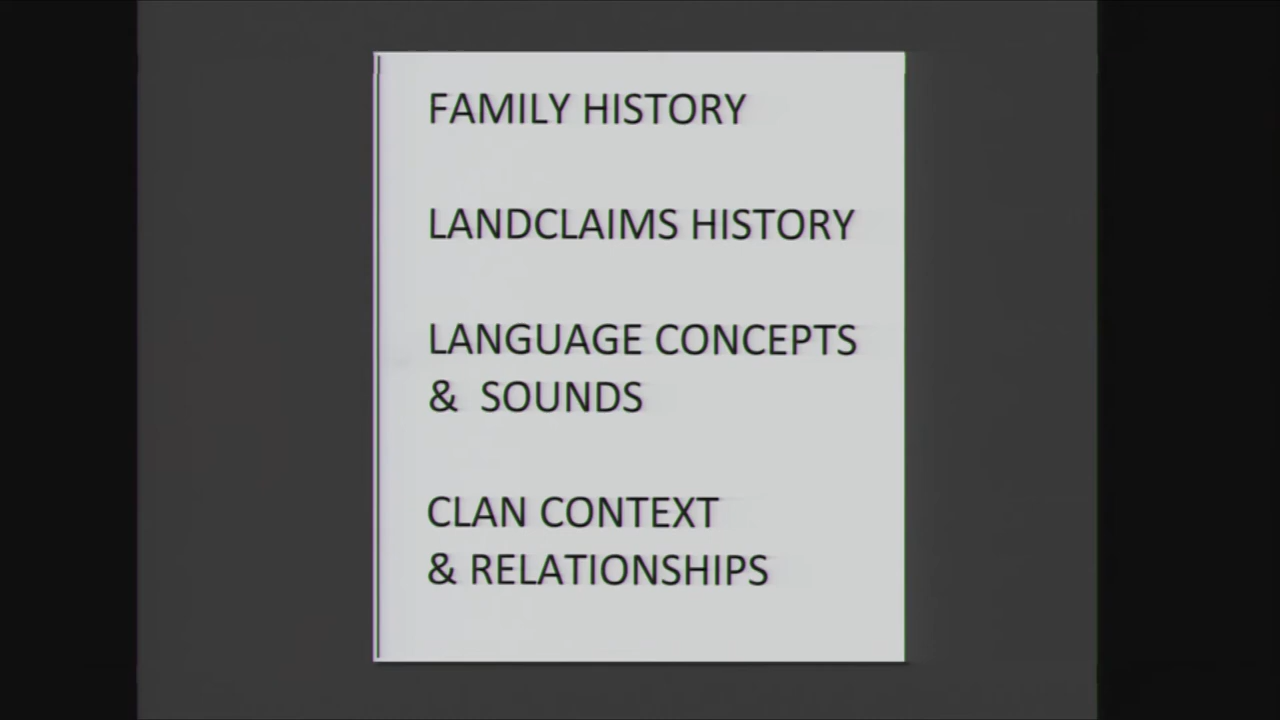 FAMILY HISTORY
LANDCLAIMS HISTORY
LANGUAGE CONCEPTS
& SOUNDS
CLAN CONTEXT
& RELATIONSHIPS